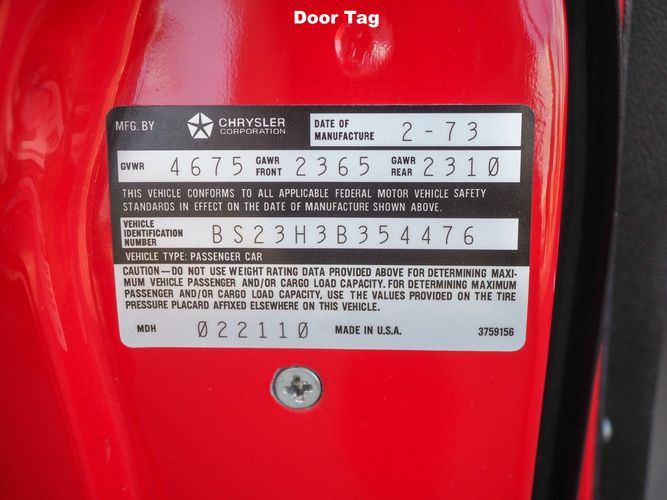 Door Tag
MFG. BY CHRYSLER CORPORATION DATE OF MANUFACTURE 2-73
GVWR 4675 GAWR FRONT 2365 GAWR REAR 2310
THIS VEHICLE CONFORMS TO ALL APPLICABLE FEDERAL MOTOR VEHICLE SAFETY
STANDARDS IN EFFECT ON THE DATE OF MANUFACTURE SHOWN ABOVE.
VEHICLE IDENTIFICATION NUMBER BS23H3B354476
VEHICLE TYPE: PASSENGER CAR
CAUTION—DO NOT USE WEIGHT RATING DATA PROVIDED ABOVE FOR DETERMINING MAXI-
MUM VEHICLE PASSENGER AND/OR CARGO LOAD CAPACITY. FOR DETERMINING MAXIMUM
PASSENGER AND/OR CARGO LOAD CAPACITY, USE THE VALUES PROVIDED ON THE TIRE
PRESSURE PLACARD AFFIXED ELSEWHERE ON THIS VEHICLE.
MDH 022110 MADE IN U.S.A. 3759156